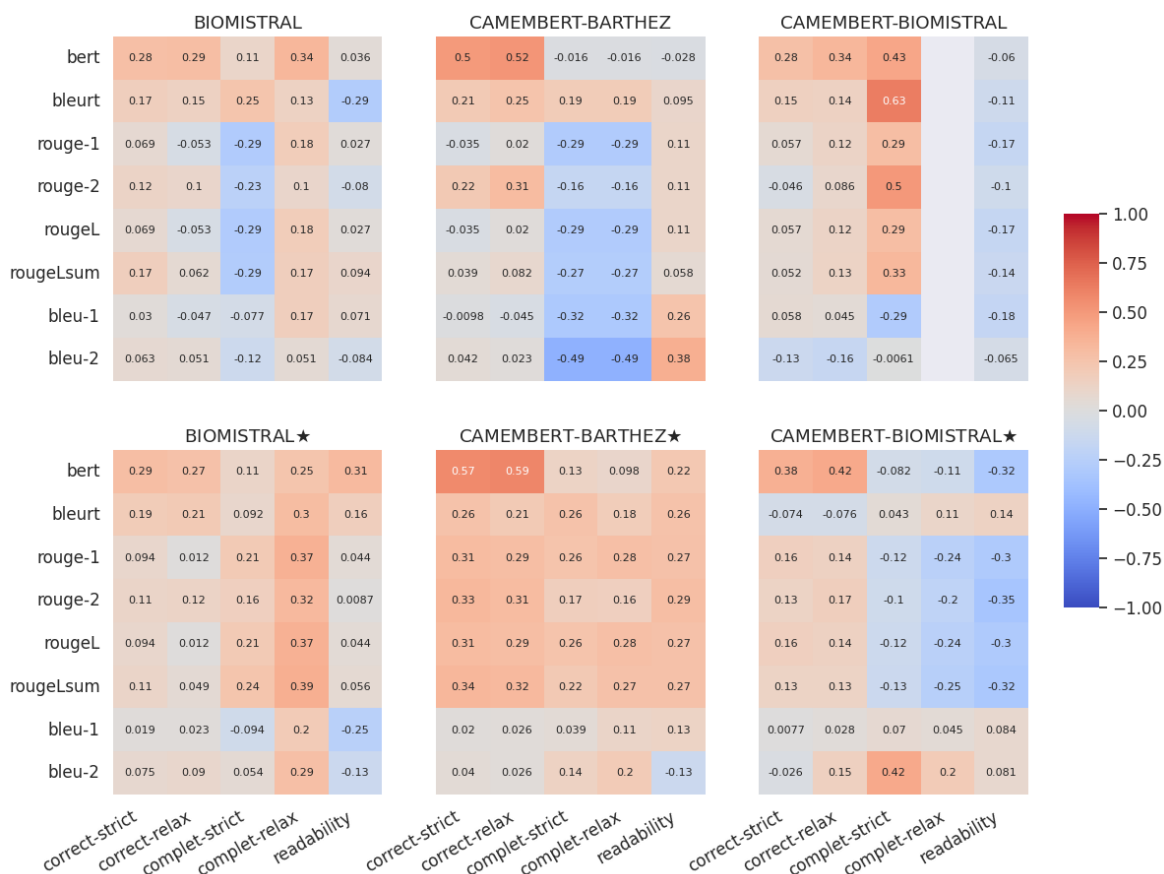 BIOMISTRAL CAMEMBERT-BARTHEZ CAMEMBERT-BIOMISTRAL
bert 0.28 0.29 0.11 0.34 0.036 0.5 0.52 -0.016 -0.016 -0.028 0.28 0.34 0.43 -0.06
bleurt 0.17 0.15 0.25 0.13 -0.29 0.21 0.25 0.19 0.19 0.095 0.15 0.14 0.63 -0.11
rouge-1 0.069 -0.053 -0.29 0.18 0.027 -0.035 0.02 -0.29 -0.29 0.11 0.057 0.12 0.29 -0.17
rouge-2 0.12 0.1 -0.23 0.1 -0.08 0.22 0.31 -0.16 -0.16 0.11 -0.046 0.086 0.5 -0.1
rougeL 0.069 -0.053 -0.29 0.18 0.027 -0.035 0.02 -0.29 -0.29 0.11 0.057 0.12 0.29 -0.17
rougeLsum 0.17 0.062 -0.29 0.17 0.094 0.039 0.082 -0.27 -0.27 0.058 0.052 0.13 0.33 -0.14
bleu-1 0.03 -0.047 -0.077 0.17 0.071 -0.0098 -0.045 -0.32 -0.32 0.26 0.058 0.045 -0.29 -0.18
bleu-2 0.063 0.051 -0.12 0.051 -0.084 0.042 0.023 -0.49 -0.49 0.38 -0.13 -0.16 -0.0061 -0.065
BIOMISTRAL★ CAMEMBERT-BARTHEZ★ CAMEMBERT-BIOMISTRAL★
bert 0.29 0.27 0.11 0.25 0.31 0.57 0.59 0.13 0.098 0.22 0.38 0.42 -0.082 -0.11 -0.32
bleurt 0.19 0.21 0.092 0.3 0.16 0.26 0.21 0.26 0.18 0.26 -0.074 -0.076 0.043 0.11 0.14
rouge-1 0.094 0.012 0.21 0.37 0.044 0.31 0.29 0.26 0.28 0.27 0.16 0.14 -0.12 -0.24 -0.3
rouge-2 0.11 0.12 0.16 0.32 0.0087 0.33 0.31 0.17 0.16 0.29 0.13 0.17 -0.1 -0.2 -0.35
rougeL 0.094 0.012 0.21 0.37 0.044 0.31 0.29 0.26 0.28 0.27 0.16 0.14 -0.12 -0.24 -0.3
rougeLsum 0.11 0.049 0.24 0.39 0.056 0.34 0.32 0.22 0.27 0.27 0.13 0.13 -0.13 -0.25 -0.32
bleu-1 0.019 0.023 -0.094 0.2 -0.25 0.02 0.026 0.039 0.11 0.13 0.0077 0.028 0.07 0.045 0.084
bleu-2 0.075 0.09 0.054 0.29 -0.13 0.04 0.026 0.14 0.2 -0.13 -0.026 0.15 0.42 0.2 0.081
correct-strict correct-relax complet-strict complet-relax readability correct-strict correct-relax complet-strict complet-relax readability correct-strict correct-relax complet-strict complet-relax readability
1.00
0.75
0.50
0.25
0.00
−0.25
−0.50
−0.75
−1.00